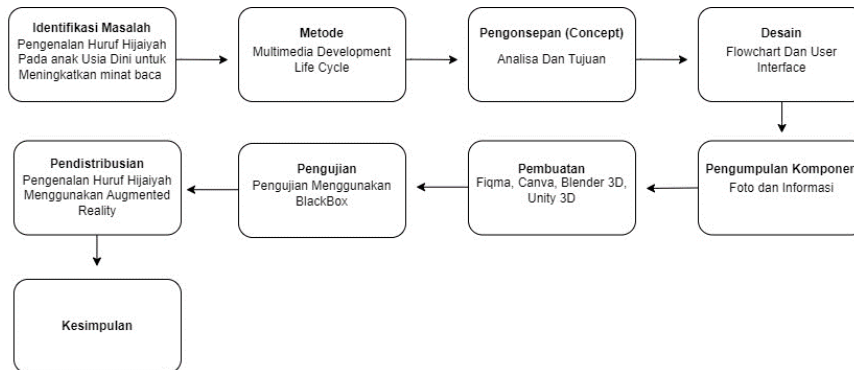 Identifikasi Masalah
Pengenalan Huruf Hijaiyah
Pada anak Usia Dini untuk
Meningkatkan minat baca
Metode
Multimedia Development
Life Cycle
Pengonsepan (Concept)
Analisa Dan Tujuan
Desain
Flowchart Dan User
Interface
Pengumpulan Komponen
Foto dan Informasi
Pembuatan
Fiqma, Canva, Blender 3D,
Unity 3D
Pengujian
Pengujian Menggunakan
BlackBox
Pendistribusian
Pengenalan Huruf Hijaiyah
Menggunakan Augmented
Reality
Kesimpulan